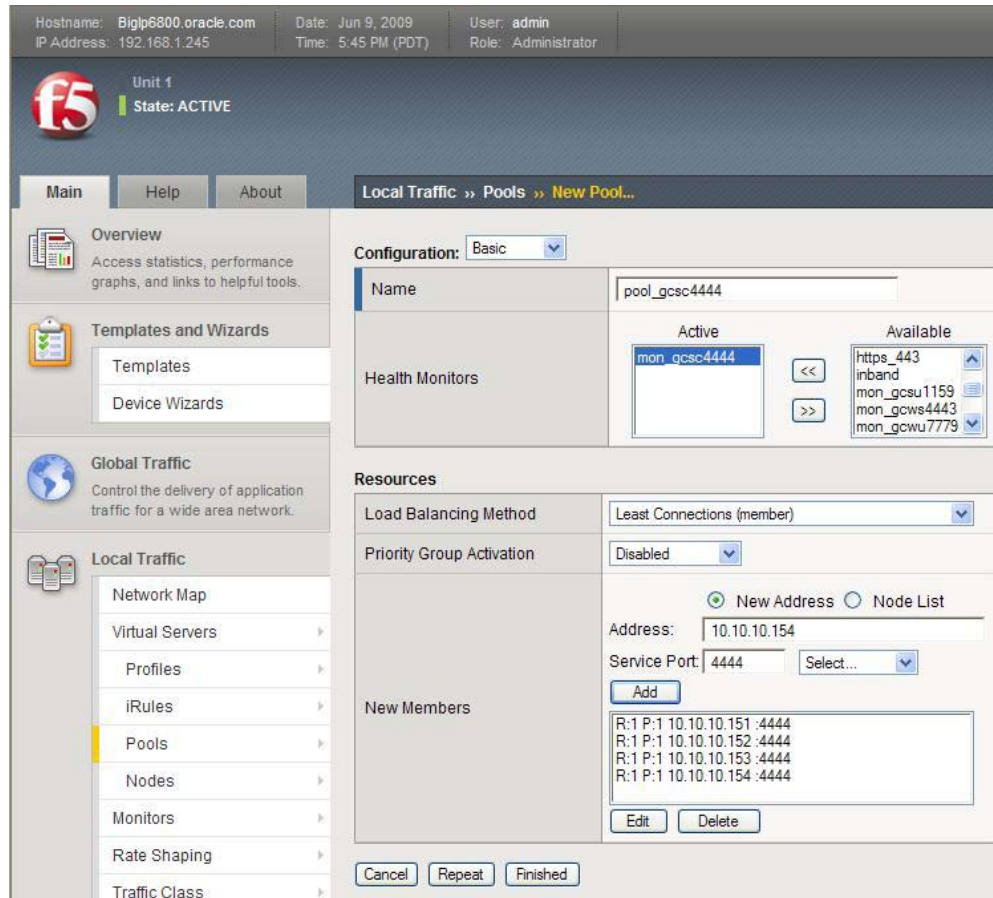 Hostname: BigIp6800.oracle.com Date: Jun 9, 2009 User: admin
IP Address: 192.168.1.245 Time: 5:45 PM (PDT) Role: Administrator
f5
Unit 1
State: ACTIVE
Main Help About
Local Traffic ›› Pools ›› New Pool...
Overview
Access statistics, performance
graphs, and links to helpful tools.
Templates and Wizards
Templates
Device Wizards
Global Traffic
Control the delivery of application
traffic for a wide area network.
Local Traffic
Network Map
Virtual Servers
Profiles
iRules
Pools
Nodes
Monitors
Rate Shaping
Traffic Class
Configuration: Basic
Name pool_gcsc4444
Health Monitors
Active
mon_gcsc4444
<<
>>
Available
https_443
inband
mon_gcsu1159
mon_gcws4443
mon_gcwu7779
Resources
Load Balancing Method Least Connections (member)
Priority Group Activation Disabled
New Members
New Address Node List
Address: 10.10.10.154
Service Port: 4444 Select...
Add
R:1 P:1 10.10.10.151 :4444
R:1 P:1 10.10.10.152 :4444
R:1 P:1 10.10.10.153 :4444
R:1 P:1 10.10.10.154 :4444
Edit Delete
Cancel Repeat Finished